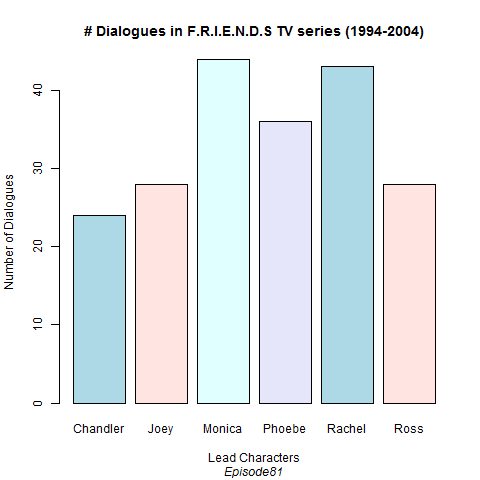 # Dialogues in F.R.I.E.N.D.S TV series (1994-2004)
Number of Dialogues
40
30
20
10
0
Chandler Joey Monica Phoebe Rachel Ross
Lead Characters
Episode81